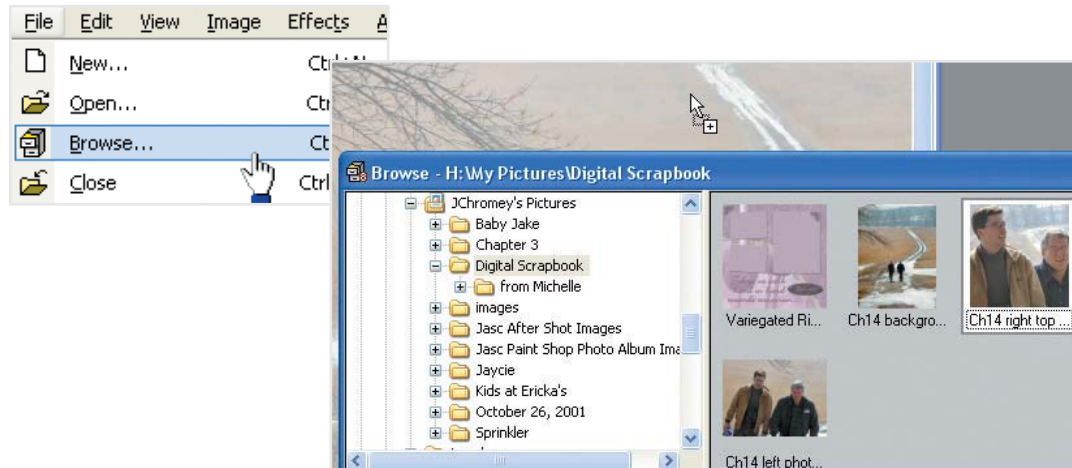 File Edit View Image Effects A
New...
Open... Ct
Browse... Ct
Close Ctrl
Browse - H:\My Pictures\Digital Scrapbook
JChromey's Pictures
Baby Jake
Chapter 3
Digital Scrapbook
from Michelle
images
Jasc After Shot Images
Jasc Paint Shop Photo Album Ima
Jaycie
Kids at Ericka's
October 26, 2001
Sprinkler
Variegated Ri...
Ch14 backgro...
Ch14 right top ...
Ch14 left phot...